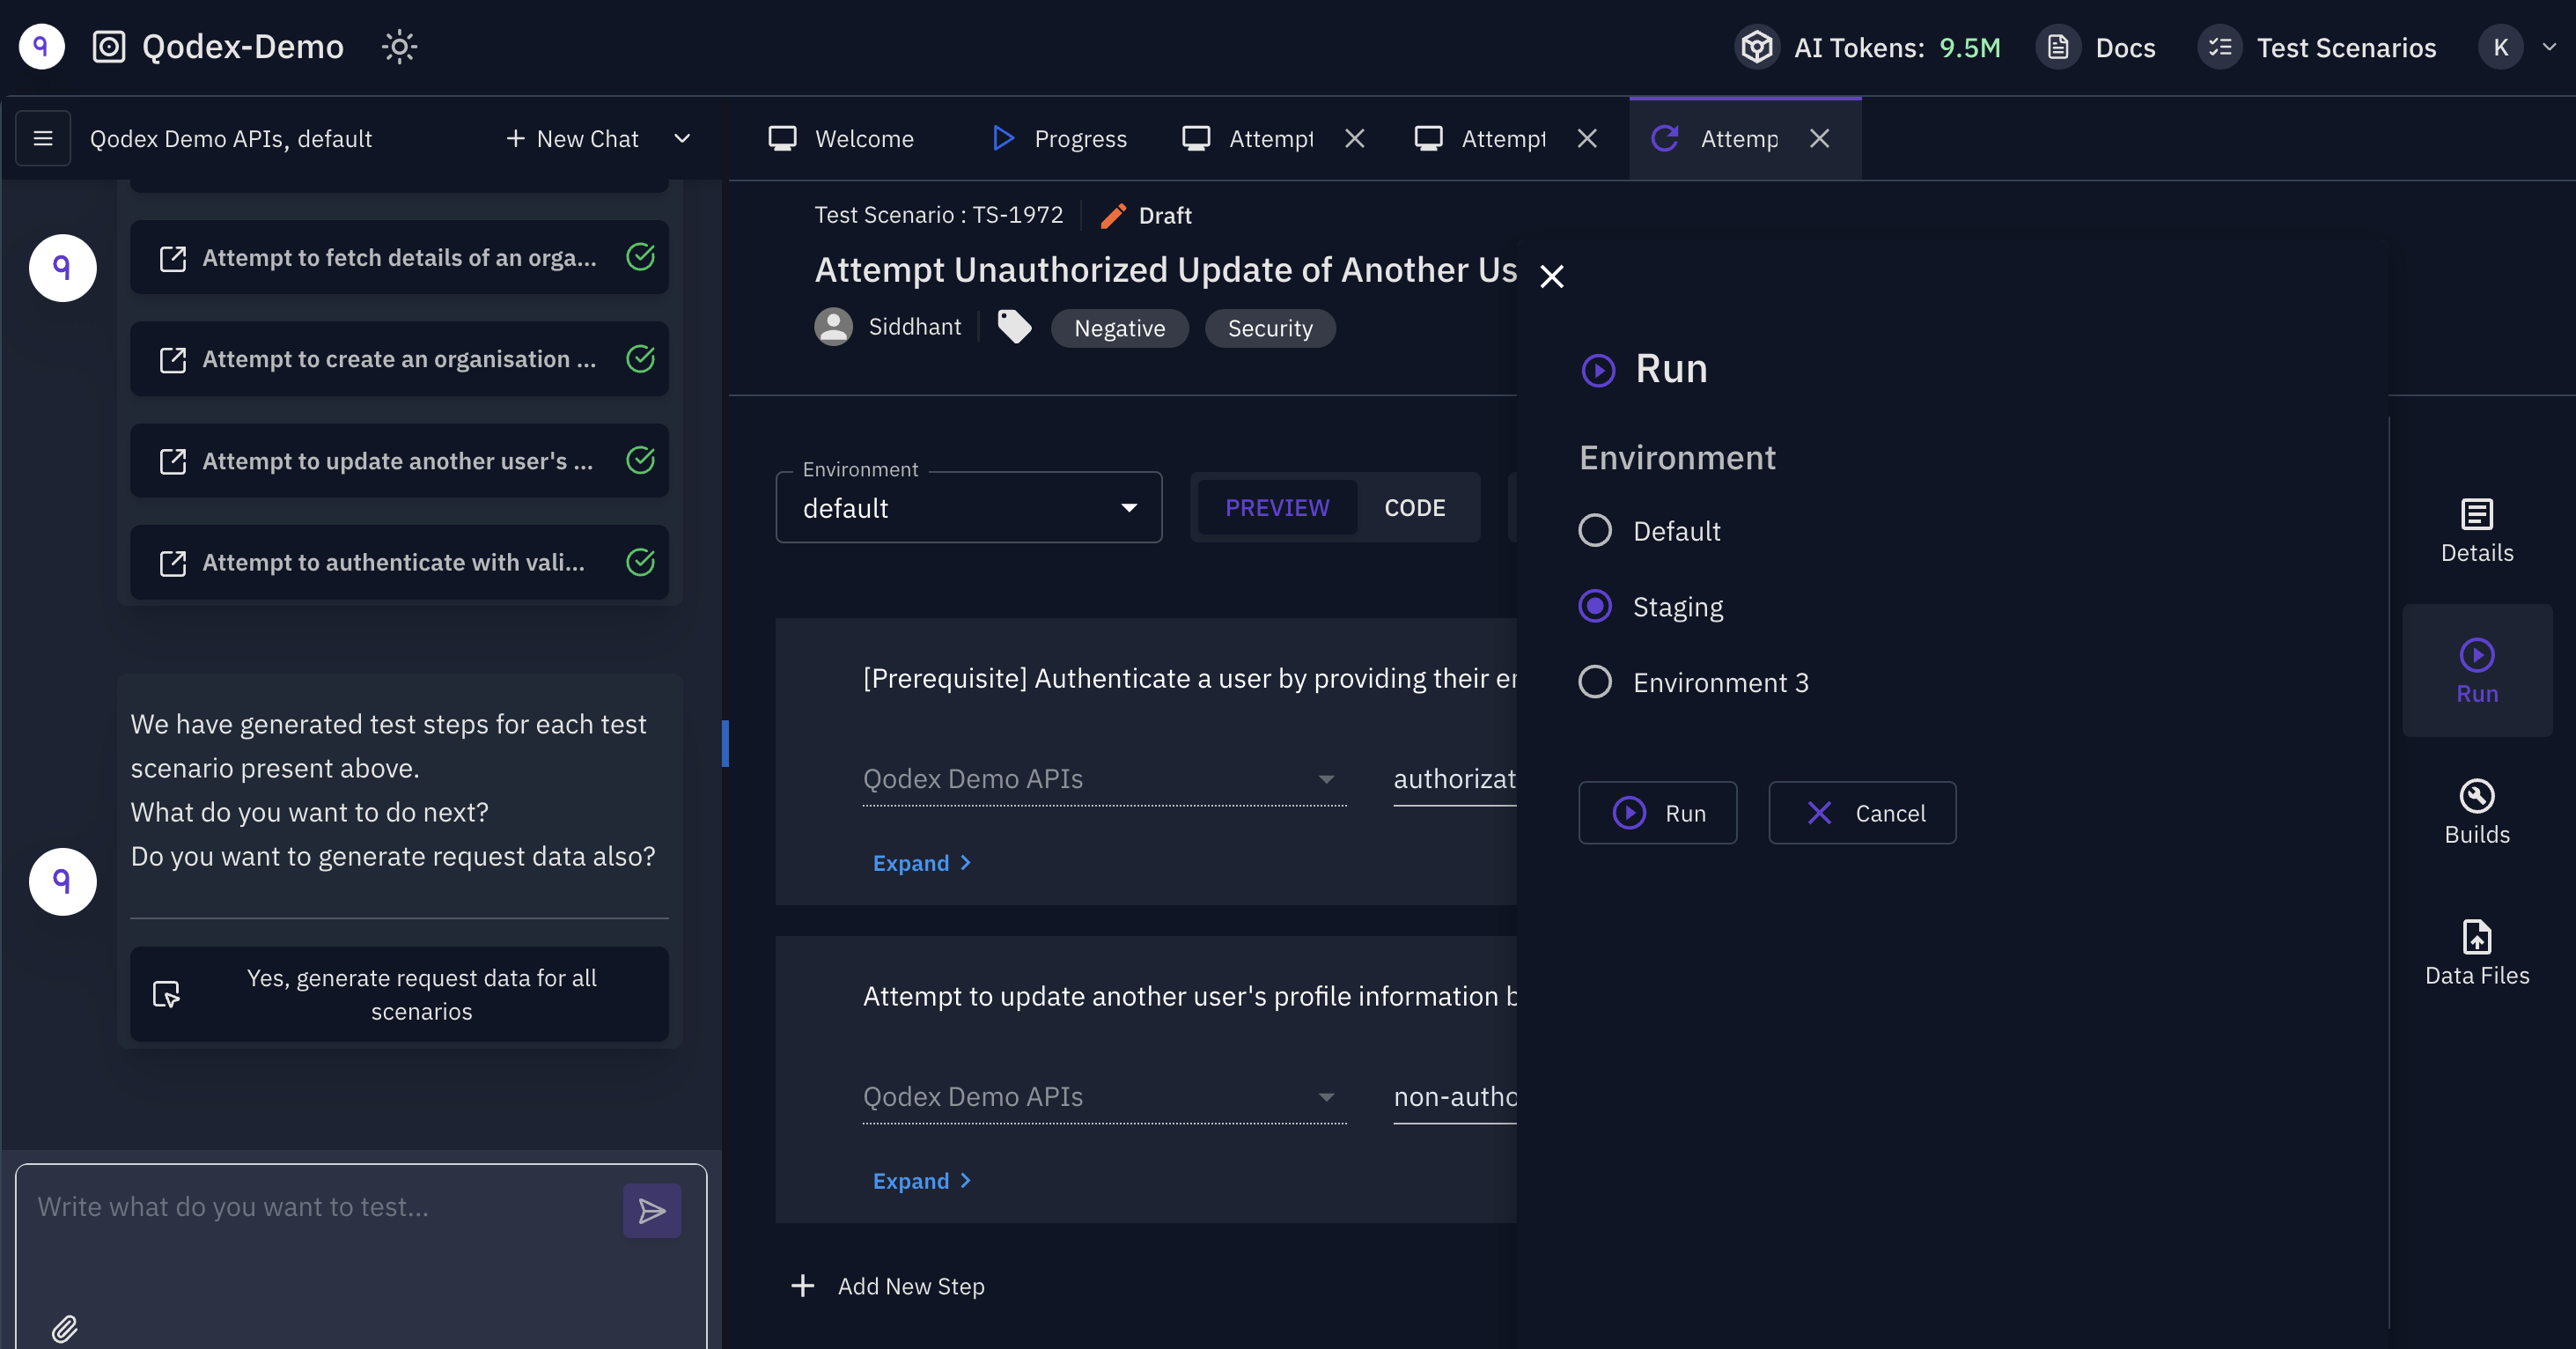 q
Qodex-Demo
AI Tokens: 9.5M
Docs
Test Scenarios
K
Qodex Demo APIs, default
New Chat
Welcome
Progress
Attempt
Attempt
Attemp
Attempt to fetch details of an orga...
Attempt to create an organisation ...
Attempt to update another user's ...
Attempt to authenticate with vali...
We have generated test steps for each test
scenario present above.
What do you want to do next?
Do you want to generate request data also?
Yes, generate request data for all
scenarios
Write what do you want to test...
Test Scenario : TS-1972
Draft
Attempt Unauthorized Update of Another Us
Siddhant
Negative
Security
Environment
default
PREVIEW
CODE
[Prerequisite] Authenticate a user by providing their
Qodex Demo APIs
authorizat
Expand
Attempt to update another user's profile information
Qodex Demo APIs
non-autho
Expand
Add New Step
Run
Environment
Default
Staging
Environment 3
Run
Cancel
Details
Run
Builds
Data Files